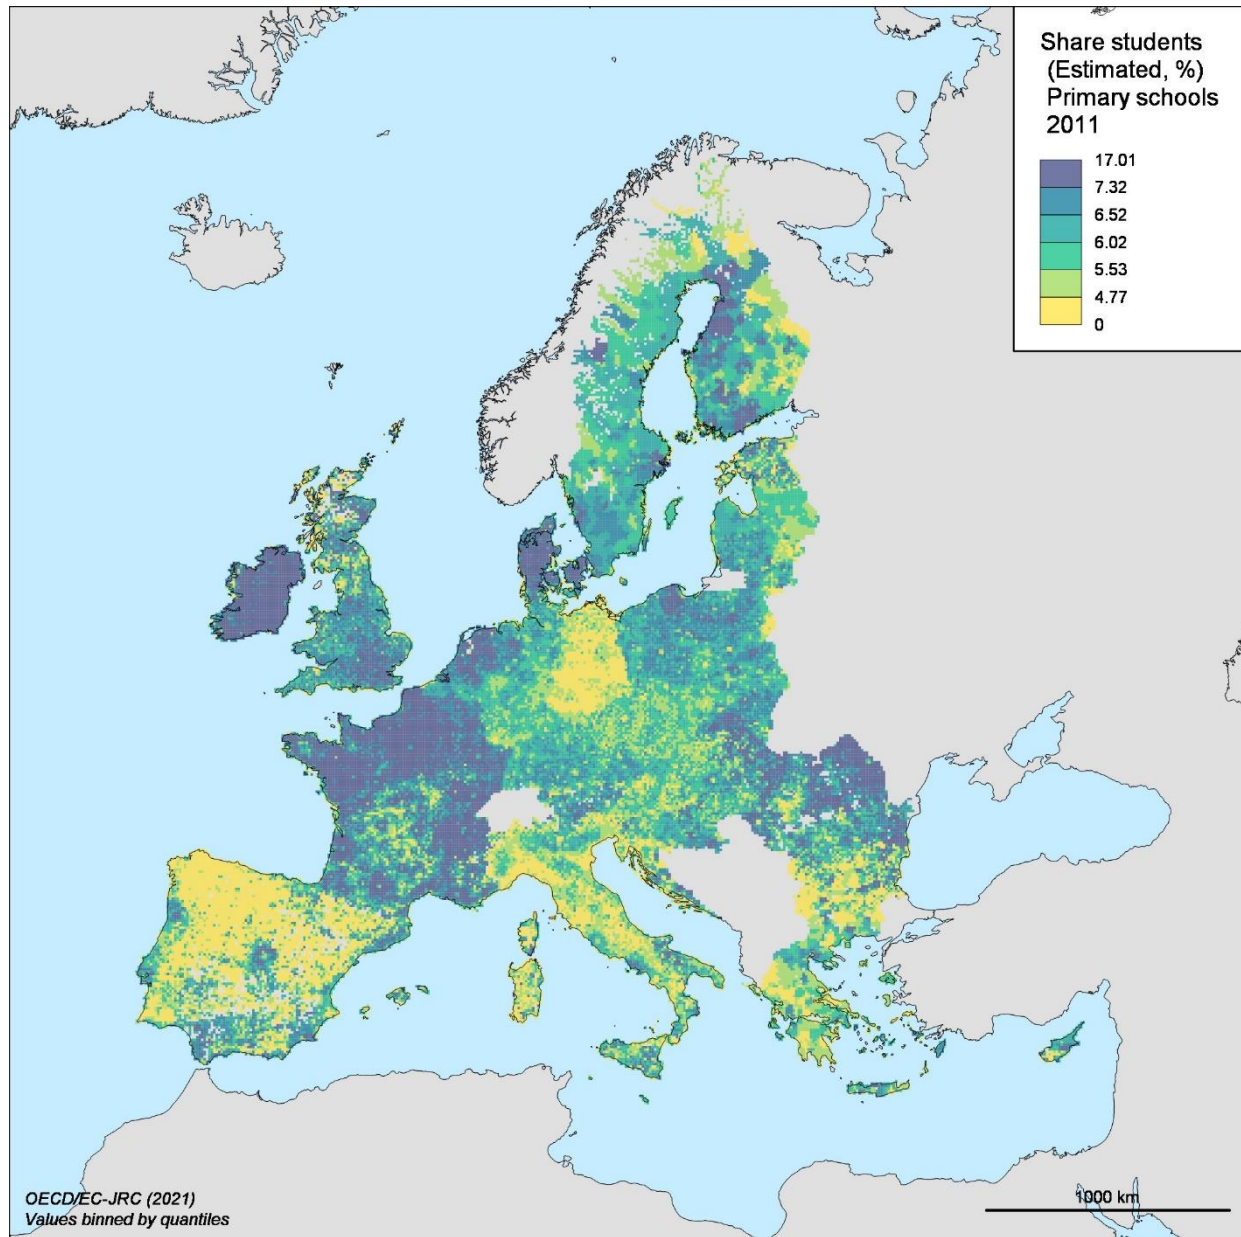 Share students
(Estimated, %)
Primary schools
2011
17.01
7.32
6.52
6.02
5.53
4.77
0
OECD/EC-JRC (2021)
Values binned by quantiles
1000 km